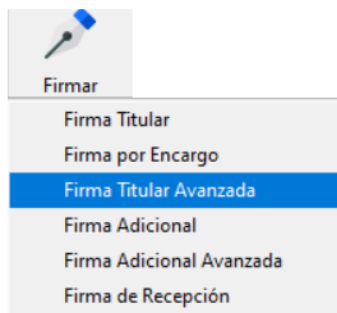 Firmar
Firma Titular
Firma por Encargo
Firma Titular Avanzada
Firma Adicional
Firma Adicional Avanzada
Firma de Recepción